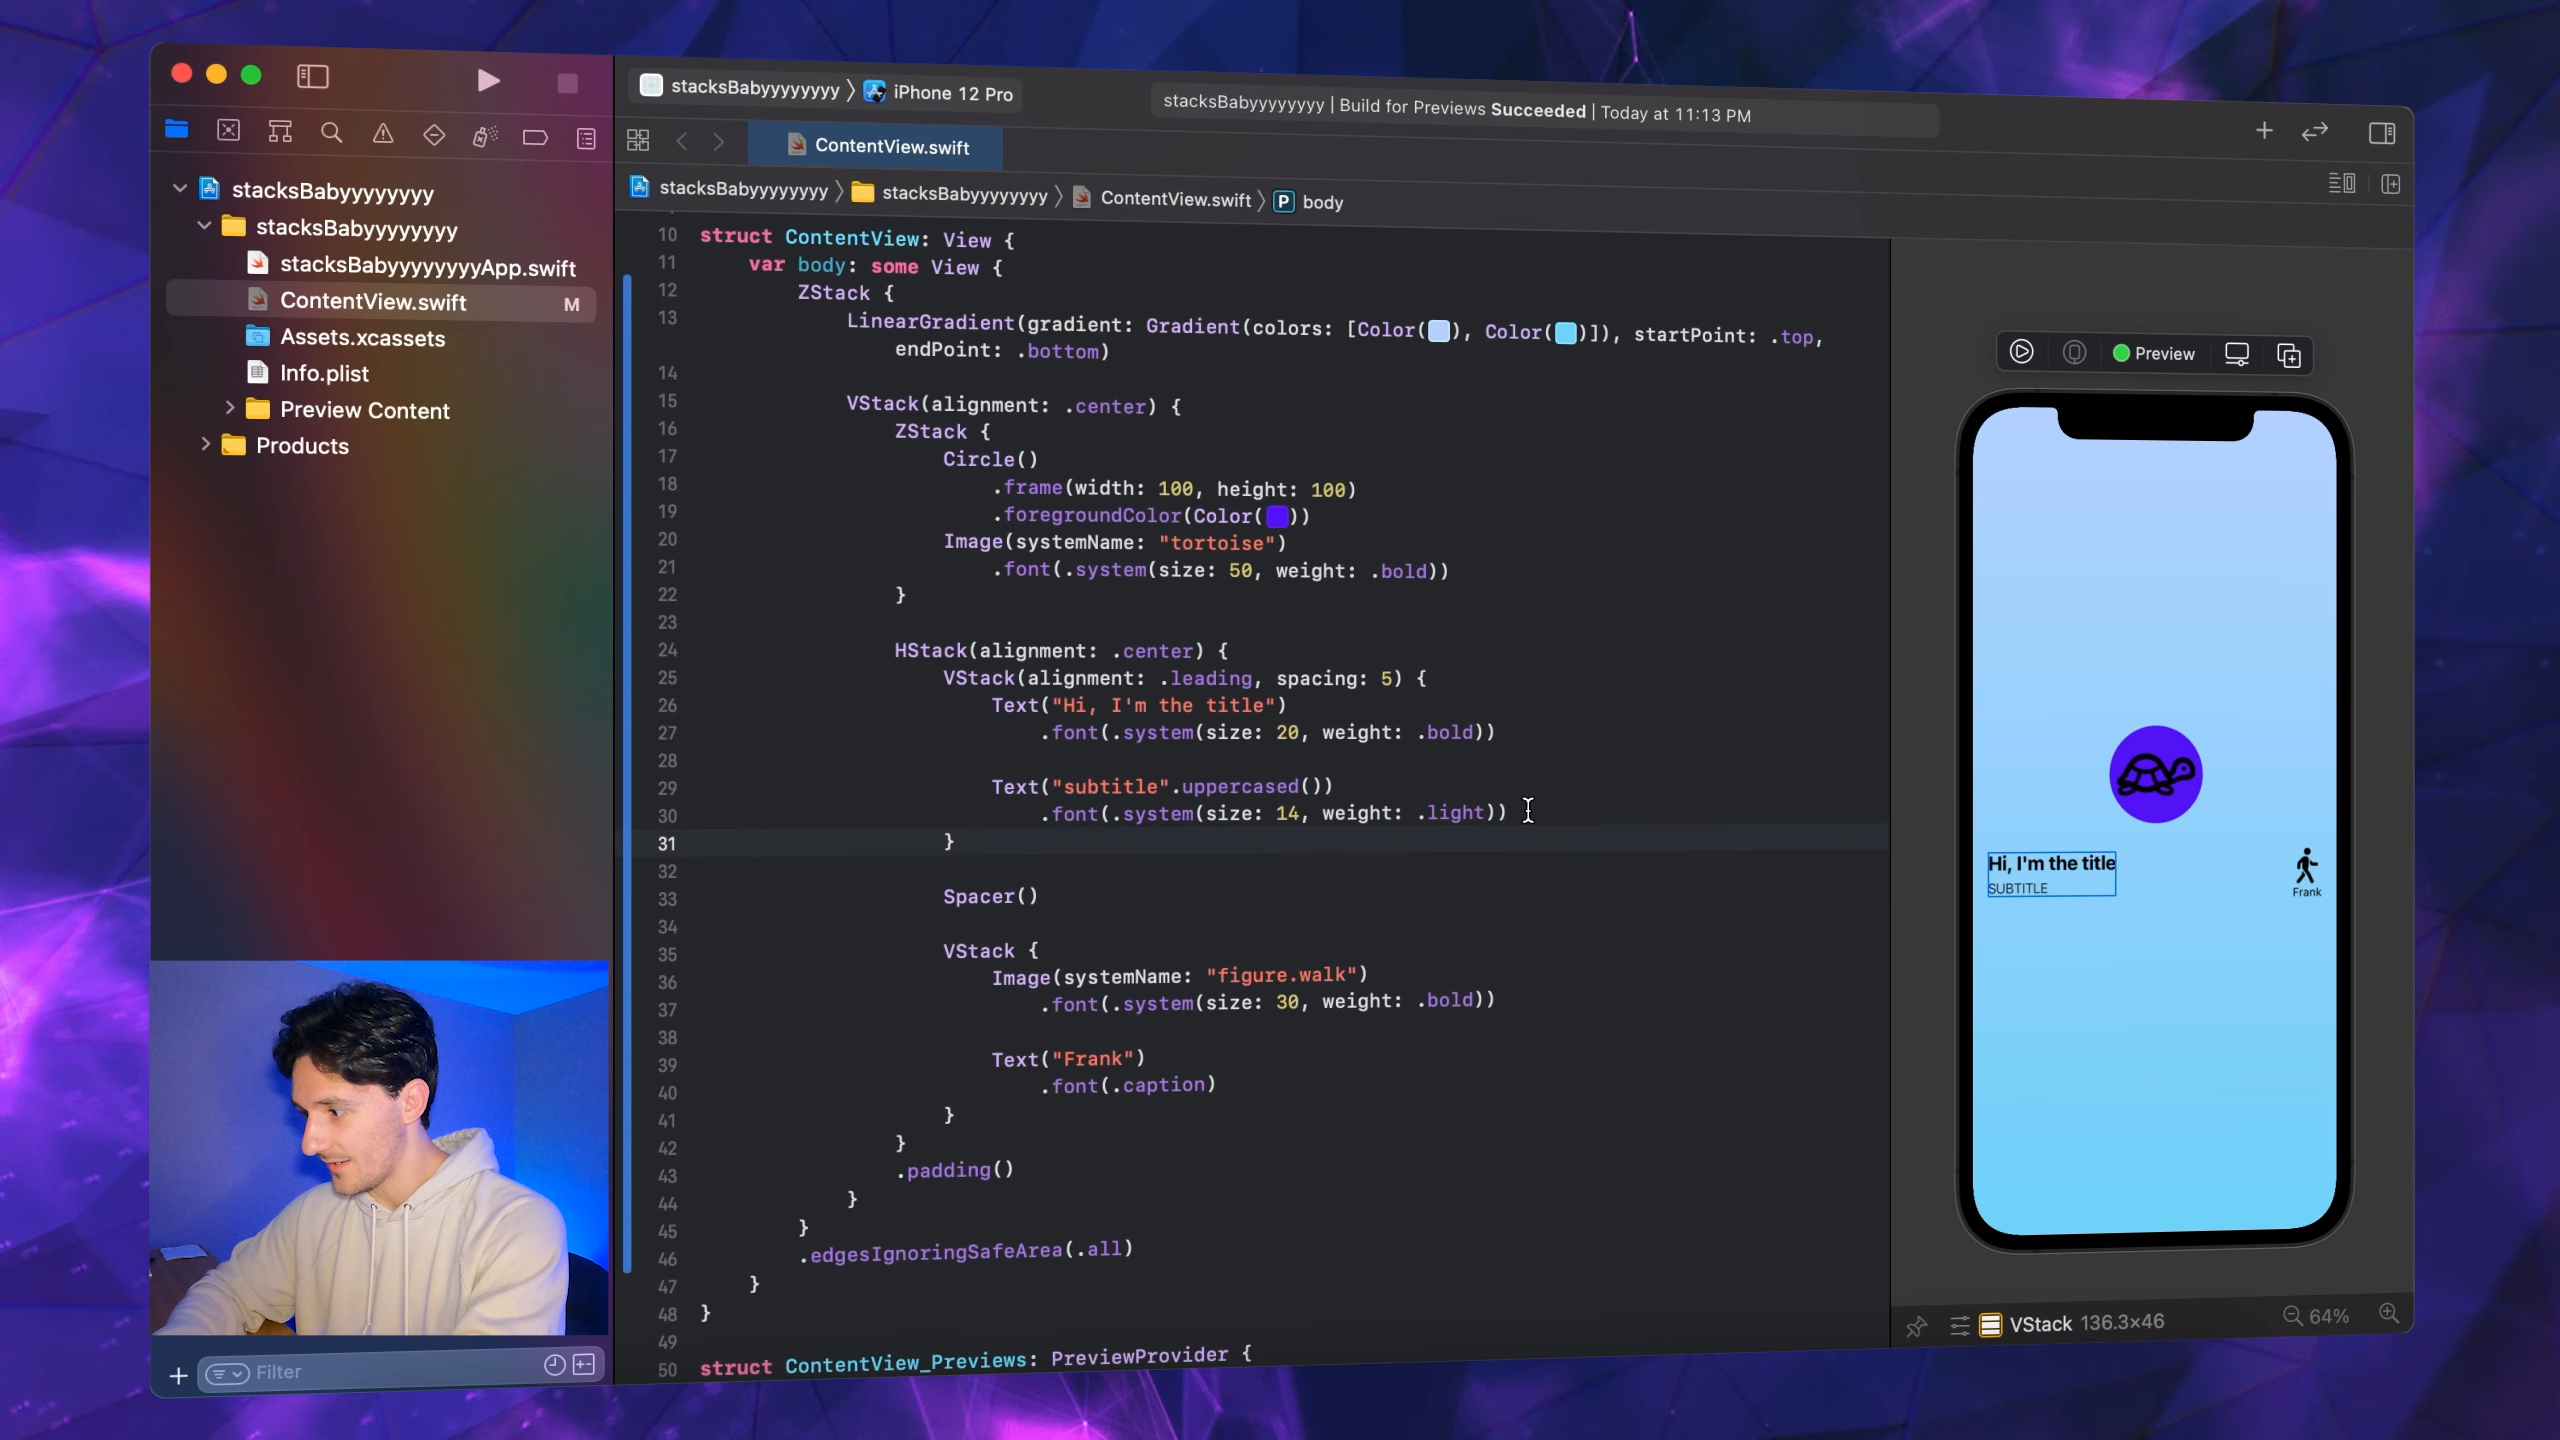 stacksBabyyyyyyyy
iPhone 12 Pro
stacksBabyyyyyyyy | Build for Previews Succeeded | Today at 11:13 PM
ContentView.swift
stacksBabyyyyyyyy
stacksBabyyyyyyyy
ContentView.swift
P body
stacksBabyyyyyyyy
stacksBabyyyyyyyy
stacksBabyyyyyyyyApp.swift
ContentView.swift M
Assets.xcassets
Info.plist
Preview Content
Products
Filter
10 struct ContentView: View {
11 var body: some View {
12 ZStack {
13 LinearGradient(gradient: Gradient(colors: [Color(), Color()]), startPoint: .top,
endPoint: .bottom)
14
15 VStack(alignment: .center) {
16 ZStack {
17 Circle()
18 .frame(width: 100, height: 100)
19 .foregroundColor(Color())
20 Image(systemName: "tortoise")
21 .font(.system(size: 50, weight: .bold))
22 }
23
24 HStack(alignment: .center) {
25 VStack(alignment: .leading, spacing: 5) {
26 Text("Hi, I'm the title")
27 .font(.system(size: 20, weight: .bold))
28
29 Text("subtitle".uppercased())
30 .font(.system(size: 14, weight: .light))
31 }
32
33 Spacer()
34
35 VStack {
36 Image(systemName: "figure.walk")
37 .font(.system(size: 30, weight: .bold))
38
39 Text("Frank")
40 .font(.caption)
41 }
42 }
43 .padding()
44 }
45 }
46 .edgesIgnoringSafeArea(.all)
47 }
48 }
49
50 struct ContentView_Previews: PreviewProvider {
Preview
Hi, I'm the title
SUBTITLE
Frank
VStack 136.3×46
64%